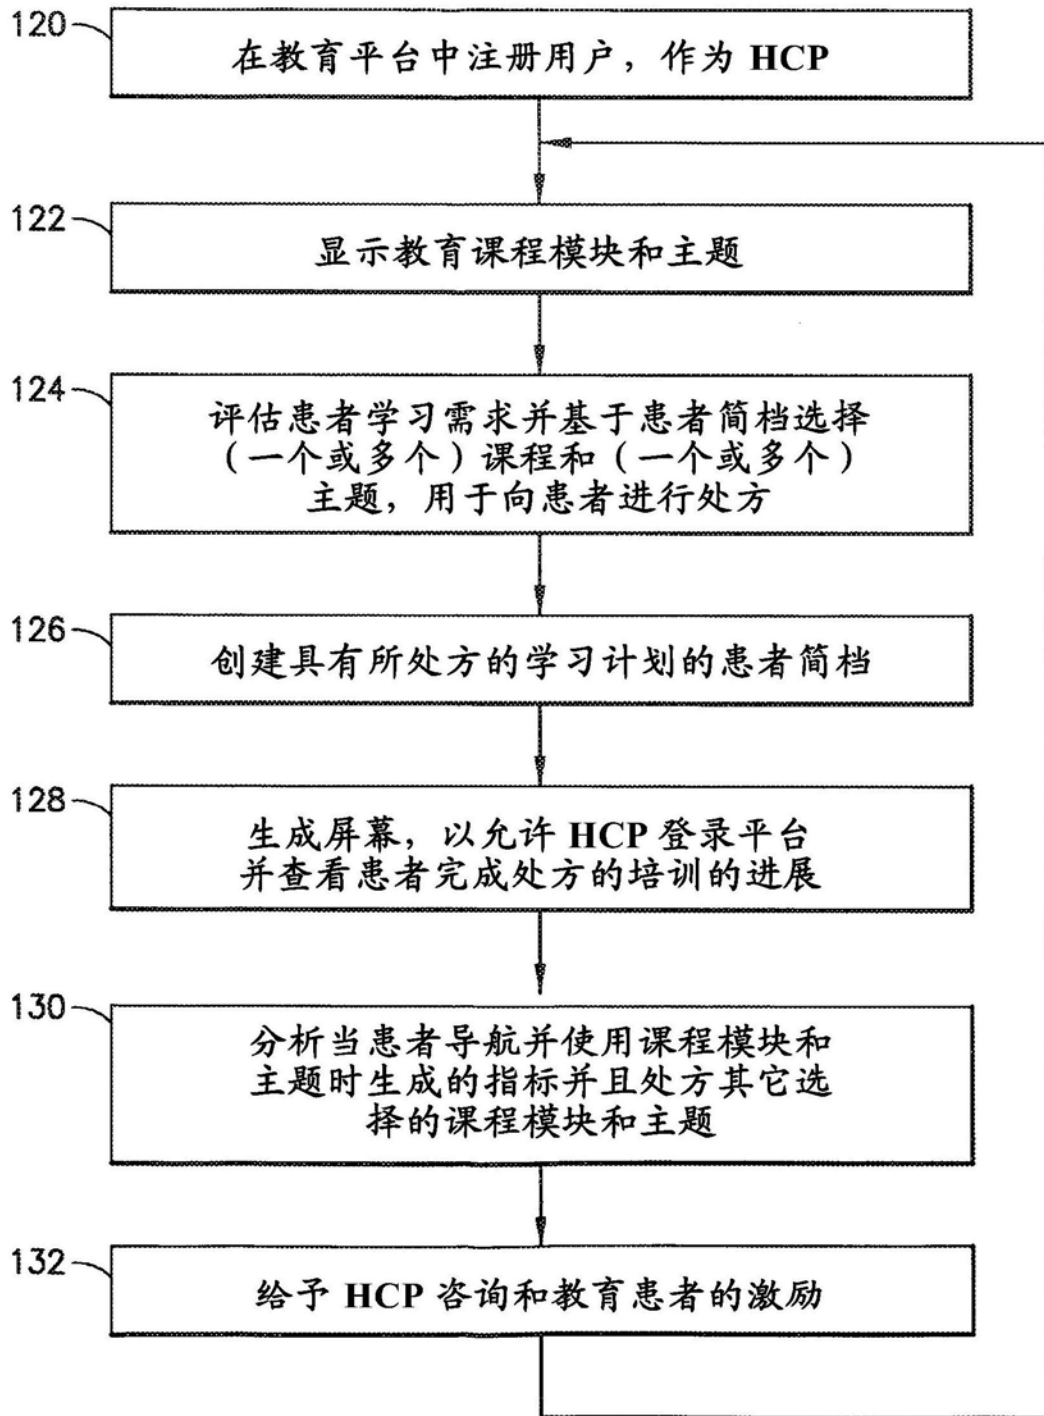 120
在教育平台中注册用户，作为 HCP
122
显示教育课程模块和主题
124
评估患者学习需求并基于患者简档选择
（一个或多个）课程和（一个或多个）
主题，用于向患者进行处方
126
创建具有所处方的学习计划的患者简档
128
生成屏幕，以允许 HCP 登录平台
并查看患者完成处方的培训的进展
130
分析当患者导航并使用课程模块和
主题时生成的指标并且处方其它选
择的课程模块和主题
132
给予 HCP 咨询和教育患者的激励